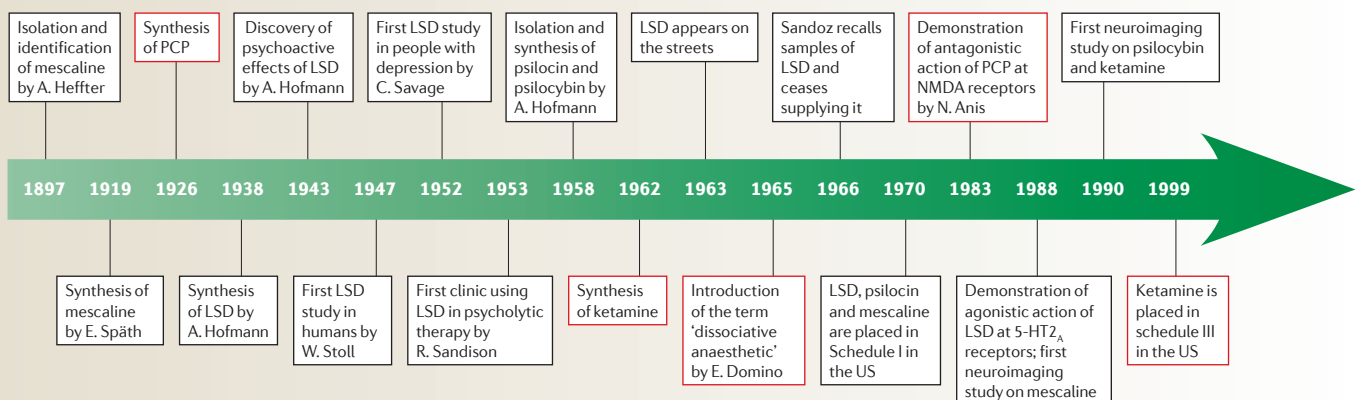 Isolation and
identification
of mescaline
by A. Heffter
Synthesis
of PCP
Discovery of
psychoactive
effects of LSD
by A. Hofmann
First LSD study
in people with
depression by
C. Savage
Isolation and
synthesis of
psilocin and
psilocybin by
A. Hofmann
LSD appears on
the streets
Sandoz recalls
samples of
LSD and
ceases
supplying it
Demonstration
of antagonistic
action of PCP at
NMDA receptors
by N. Anis
First neuroimaging
study on psilocybin
and ketamine
1897 1919 1926 1938 1943 1947 1952 1953 1958 1962 1963 1965 1966 1970 1983 1988 1990 1999
Synthesis of
mescaline
by E. Späth
Synthesis
of LSD by
A. Hofmann
First LSD
study in
humans by
W. Stoll
First clinic using
LSD in psycholytic
therapy by
R. Sandison
Synthesis
of ketamine
Introduction
of the term
‘dissociative
anaesthetic’
by E. Domino
LSD, psilocin
and mescaline
are placed in
Schedule I in
the US
Demonstration of
agonistic action of
LSD at 5-HT2A
receptors; first
neuroimaging
study on mescaline
Ketamine is
placed in
schedule III
in the US